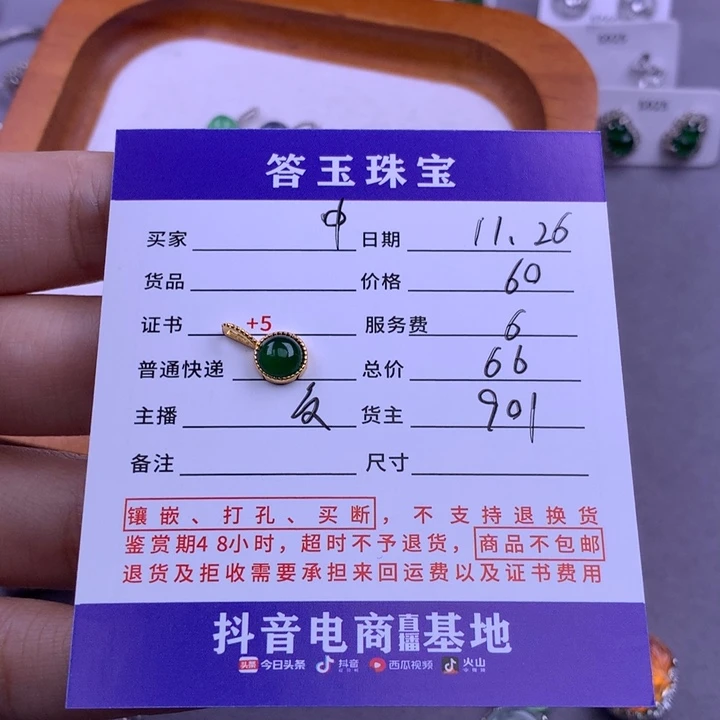 答玉珠宝
买家 中 日期 11.26
货品 价格 60
证书 +5 服务费 6
普通快递 总价 66
主播 货主 901
备注 尺寸
镶嵌、打孔、买断，不支持退换货
鉴赏期48小时，超时不予退货，商品不包邮
退货及拒收需要承担来回运费以及证书费用
抖音电商直播基地
头条 今日头条 抖音 西瓜视频 火山